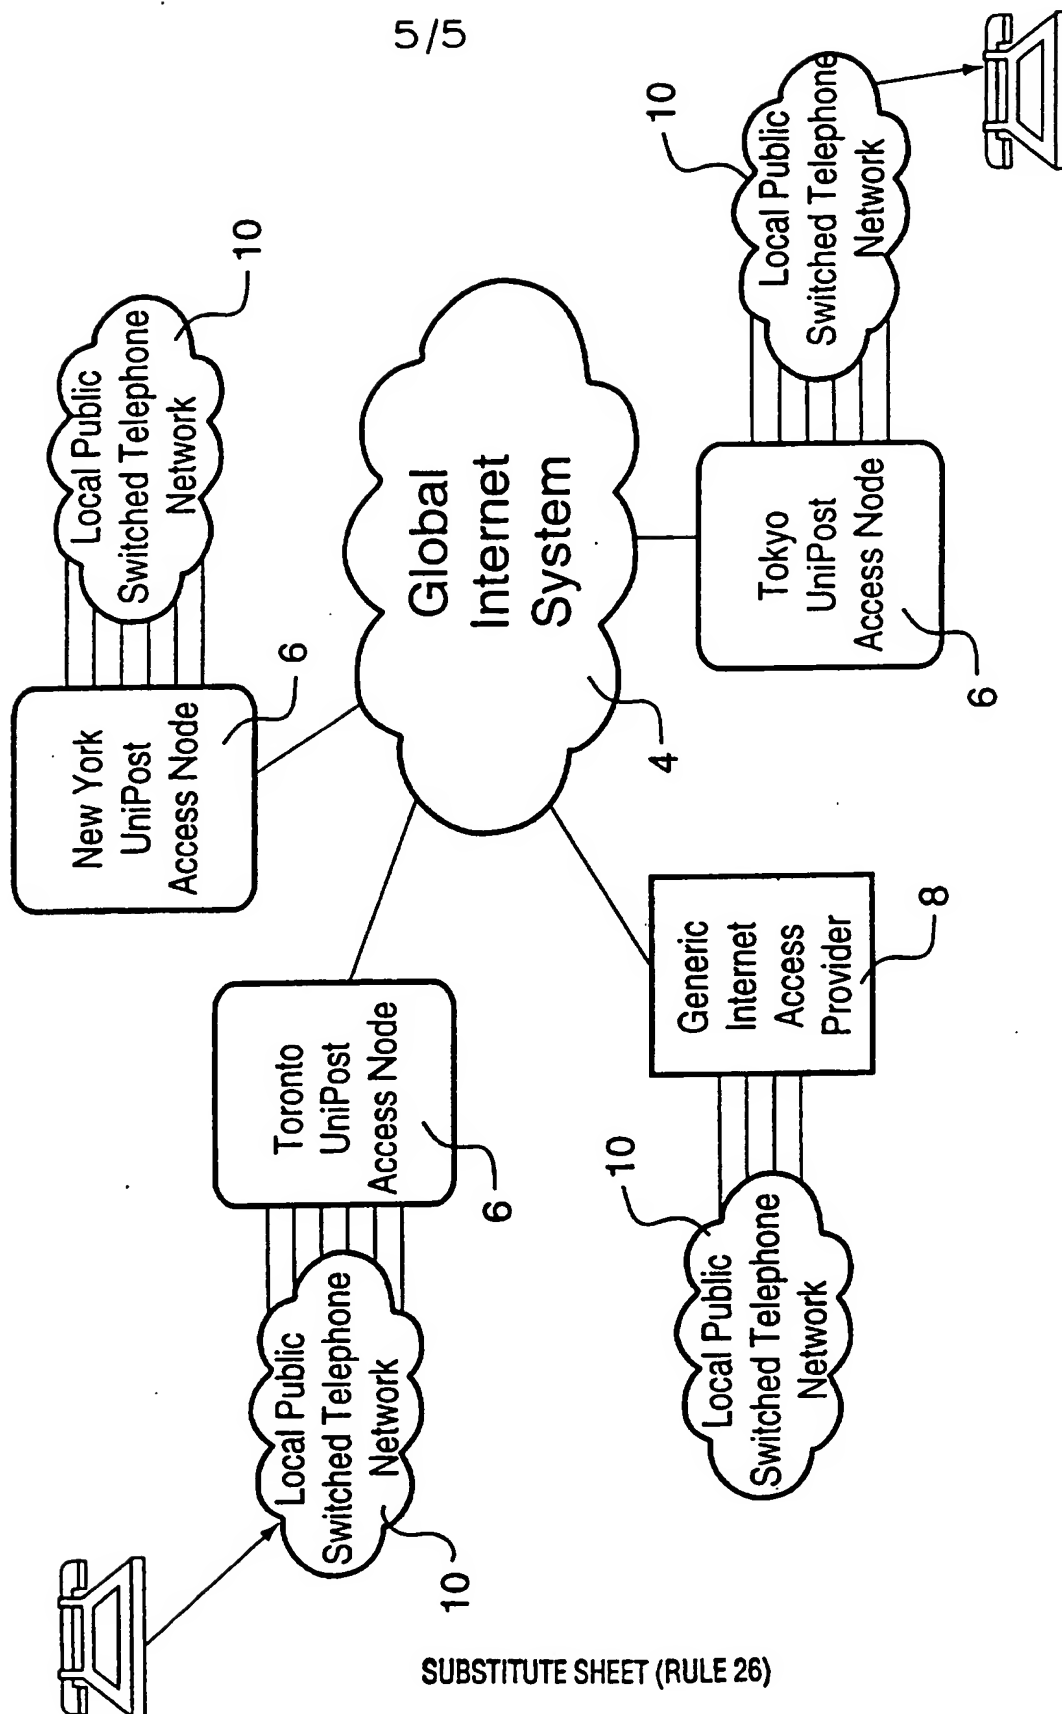 5/5
Local Public
Switched Telephone
Network
10
New York
UniPost
Access Node
6
Local Public
Switched Telephone
Network
10
Toronto
UniPost
Access Node
6
Global
Internet
System
4
Local Public
Switched Telephone
Network
10
Generic
Internet
Access
Provider
8
Tokyo
UniPost
Access Node
6
Local Public
Switched Telephone
Network
10
SUBSTITUTE SHEET (RULE 26)